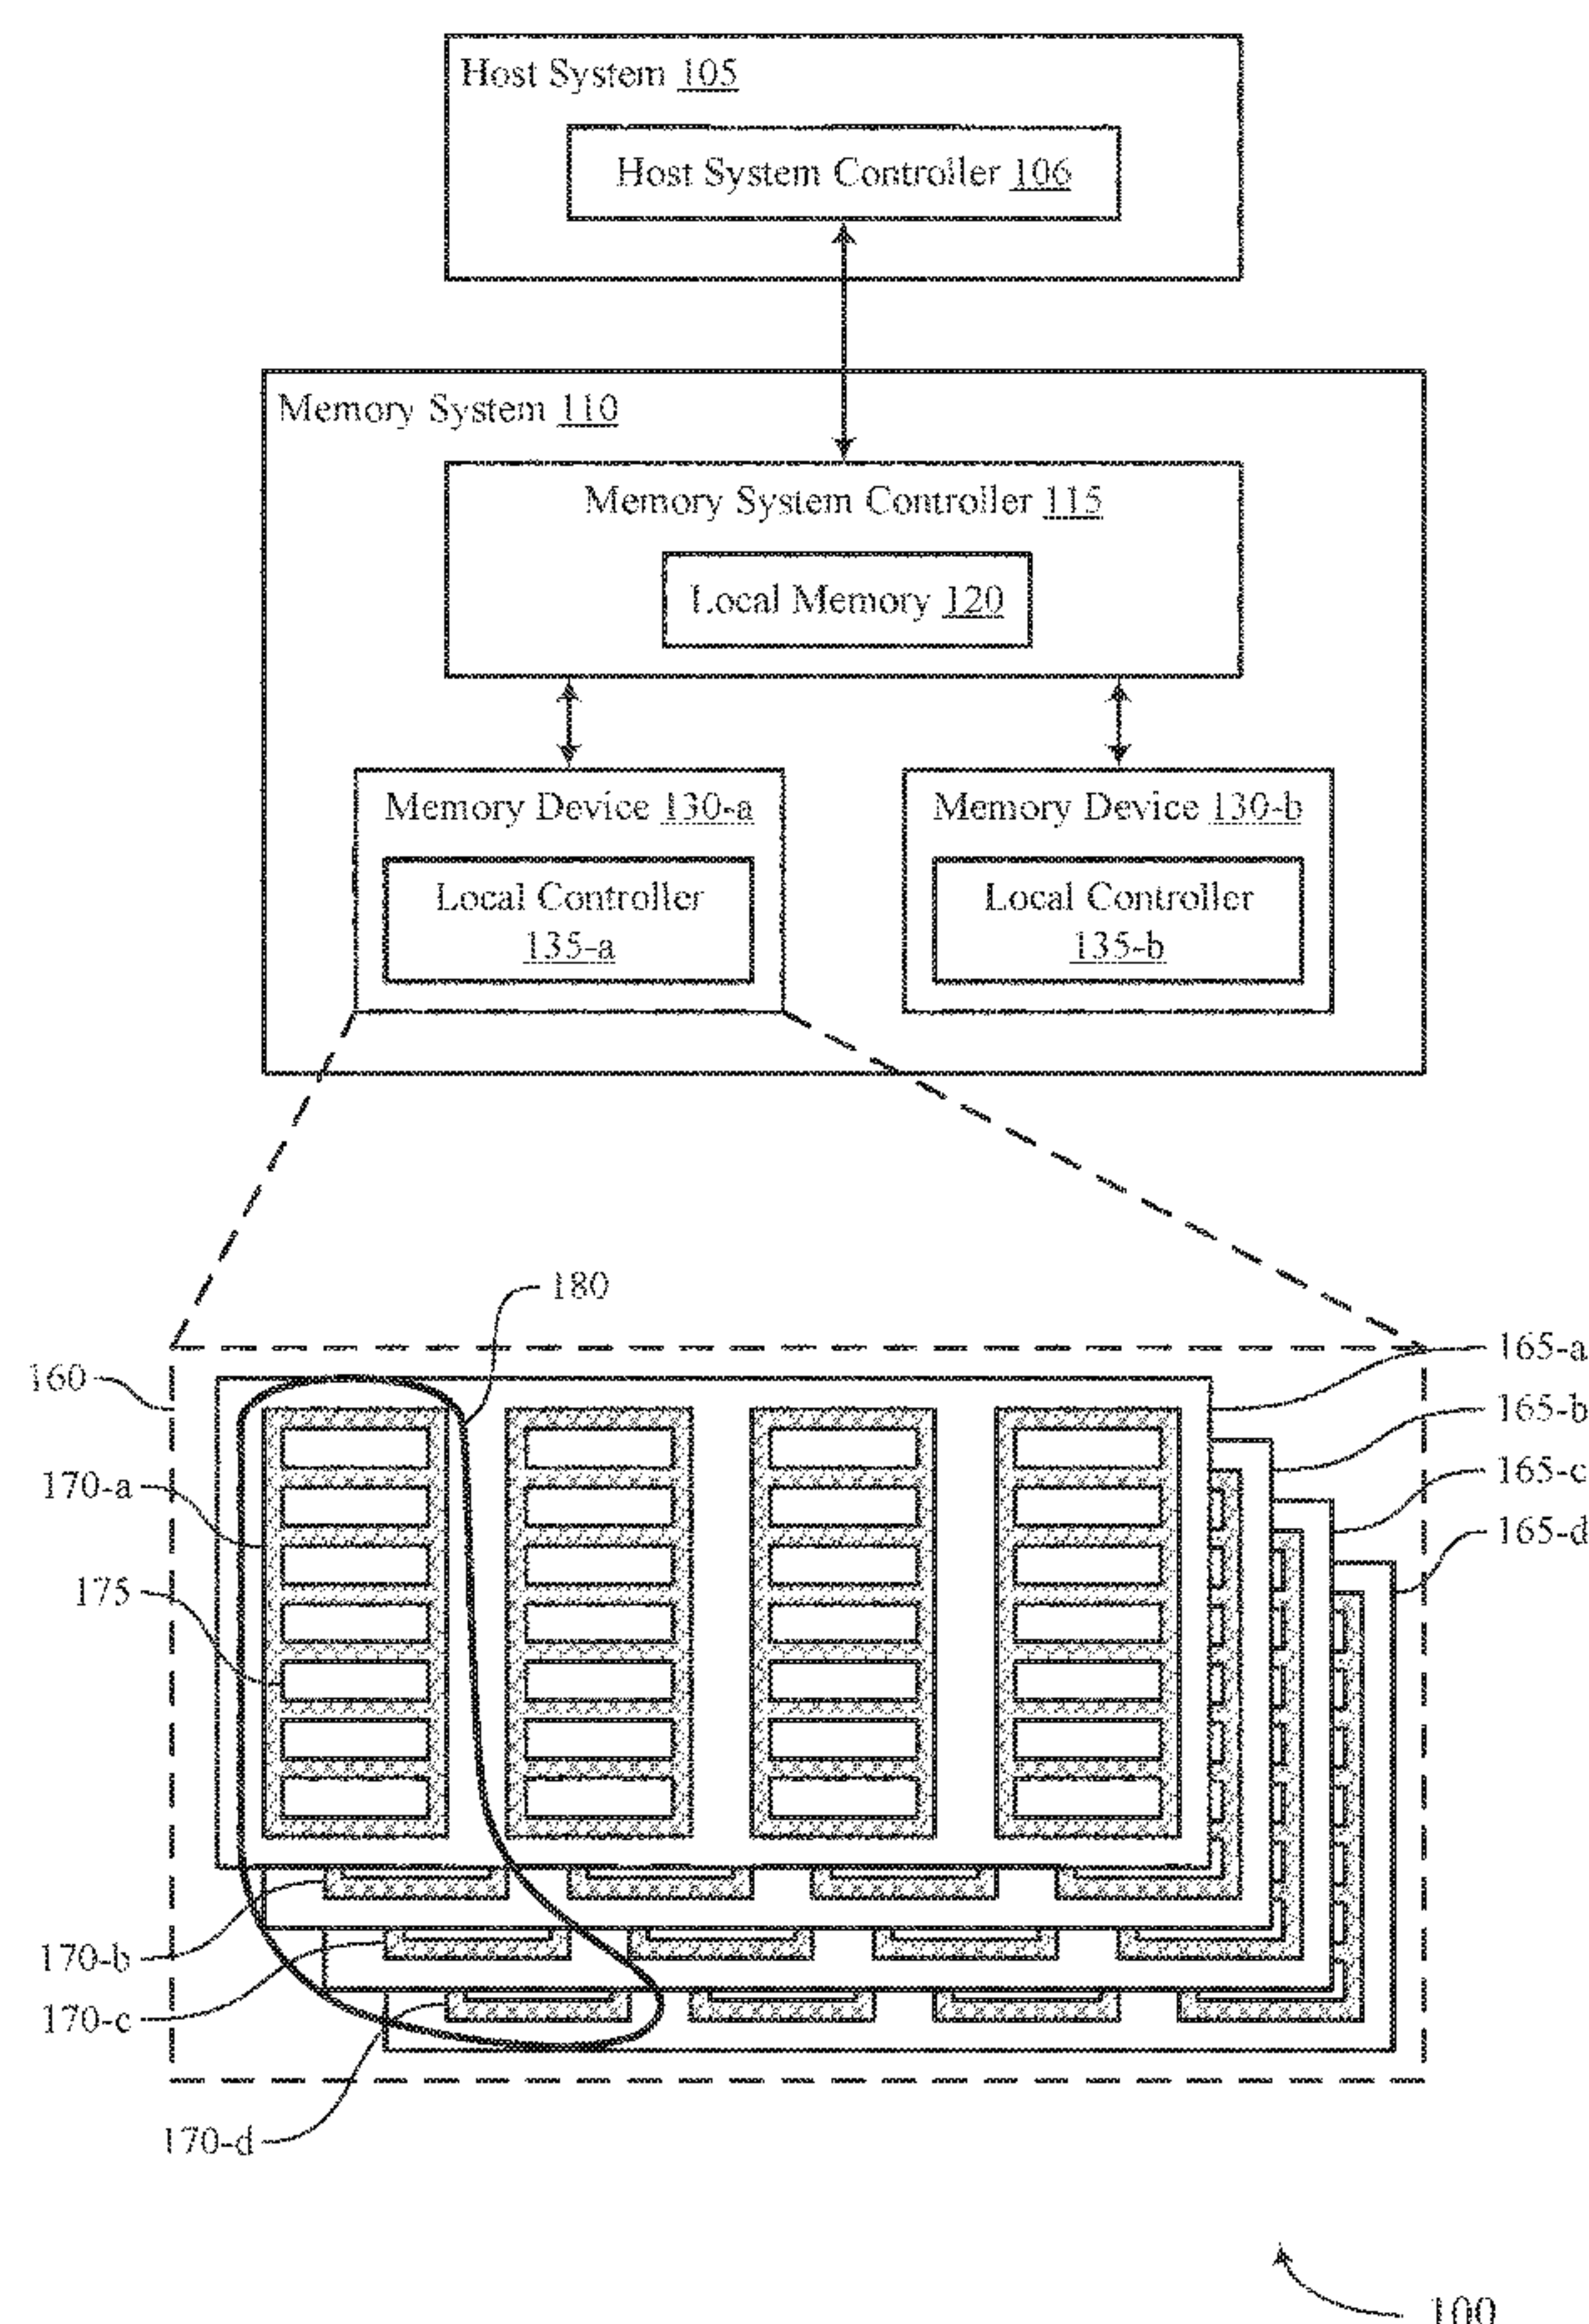 Host System 105
Host System Controller 106
Memory System 110
Memory System Controller 115
Local Memory 120
Memory Device 130-a
Memory Device 130-b
Local Controller
135-a
Local Controller
135-b
180
160
165-a
165-b
165-c
165-d
170-a
175
170-b
170-c
170-d
100